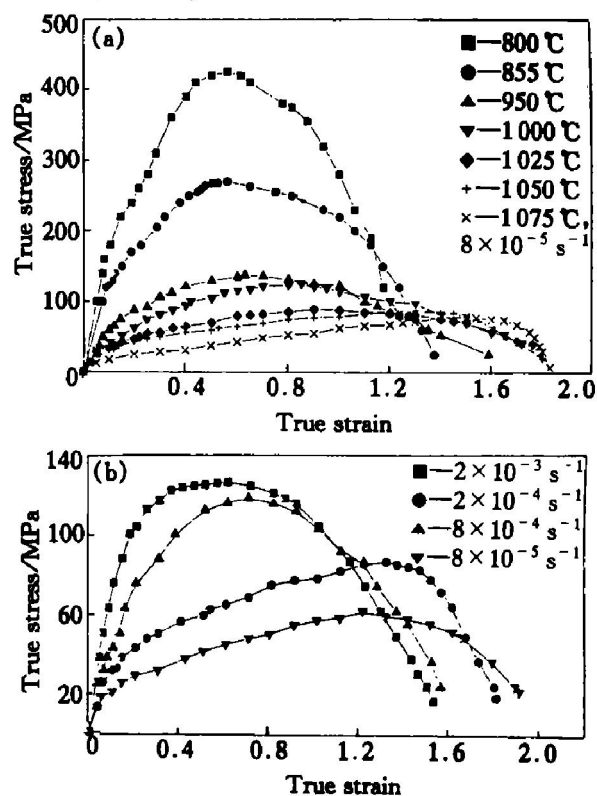 (a)
500
400
300
200
100
0
0.4
0.8
1.2
1.6
2.0
True stress/MPa
True strain
800 ℃
855 ℃
950 ℃
1 000 ℃
1 025 ℃
1 050 ℃
1 075 ℃,
8×10⁻⁵ s⁻¹
(b)
140
100
60
20
0
0.4
0.8
1.2
1.6
2.0
True stress/MPa
True strain
2×10⁻³ s⁻¹
2×10⁻⁴ s⁻¹
8×10⁻⁴ s⁻¹
8×10⁻⁵ s⁻¹